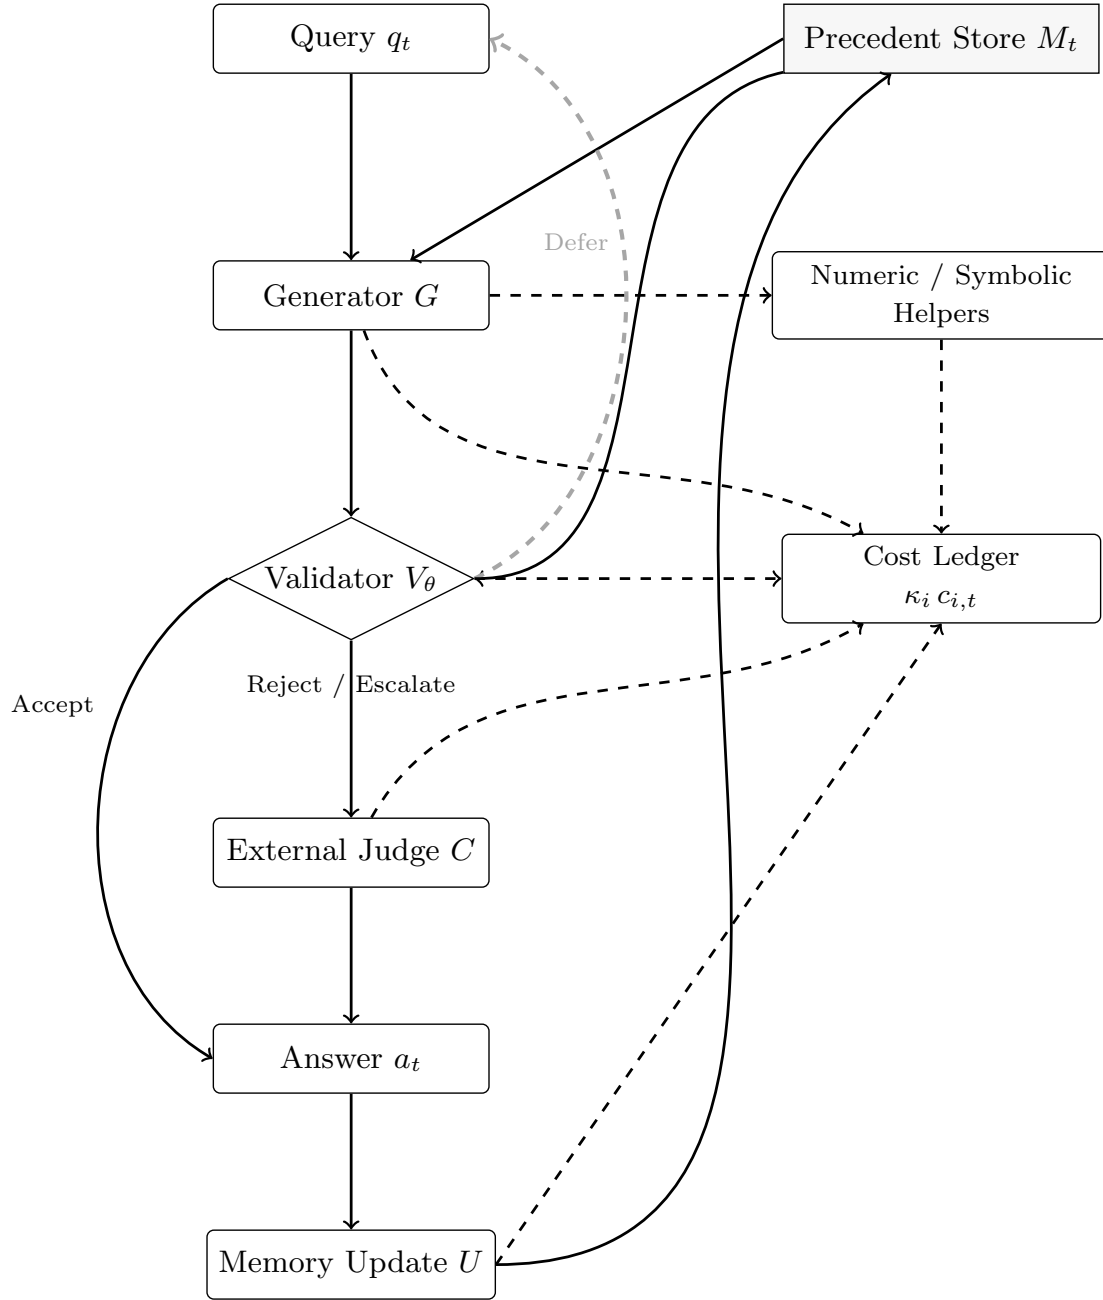 Query q_t
Precedent Store M_t
Defer
Generator G
Numeric / Symbolic
Helpers
Validator V_θ
Cost Ledger
κ_i c_{i,t}
Reject / Escalate
Accept
External Judge C
Answer a_t
Memory Update U